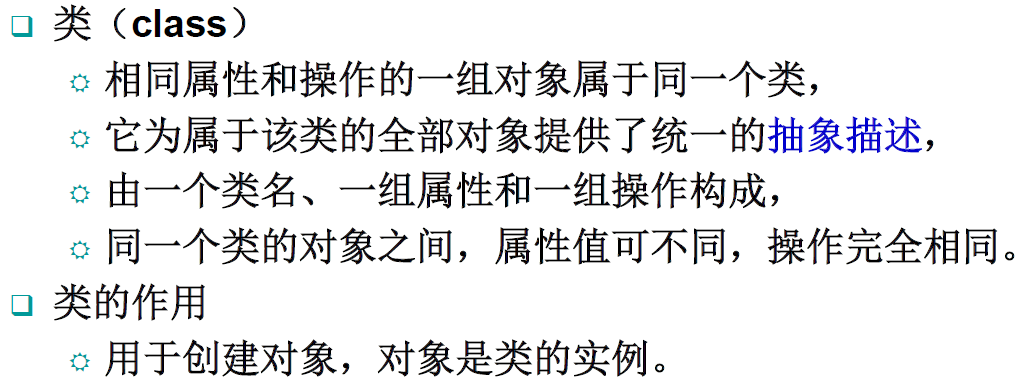 类（class）
相同属性和操作的一组对象属于同一个类，
它为属于该类的全部对象提供了统一的抽象描述，
由一个类名、一组属性和一组操作构成，
同一个类的对象之间，属性值可不同，操作完全相同。
类的作用
用于创建对象，对象是类的实例。